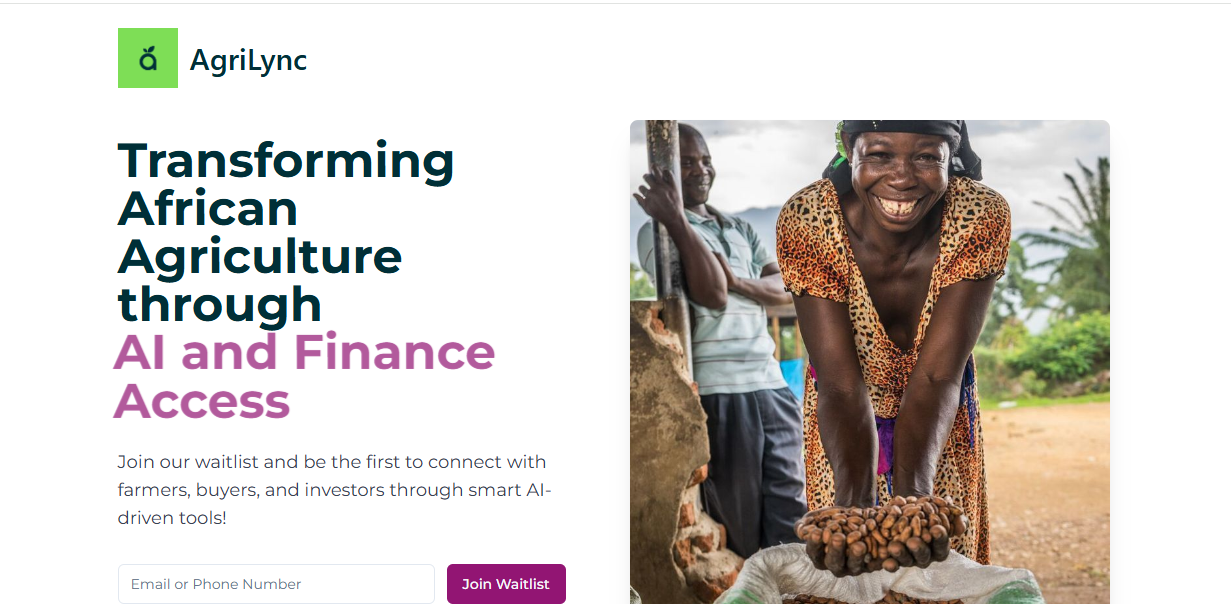 AgriLync
Transforming
African
Agriculture
through
AI and Finance
Access
Join our waitlist and be the first to connect with
farmers, buyers, and investors through smart AI-
driven tools!
Email or Phone Number
Join Waitlist